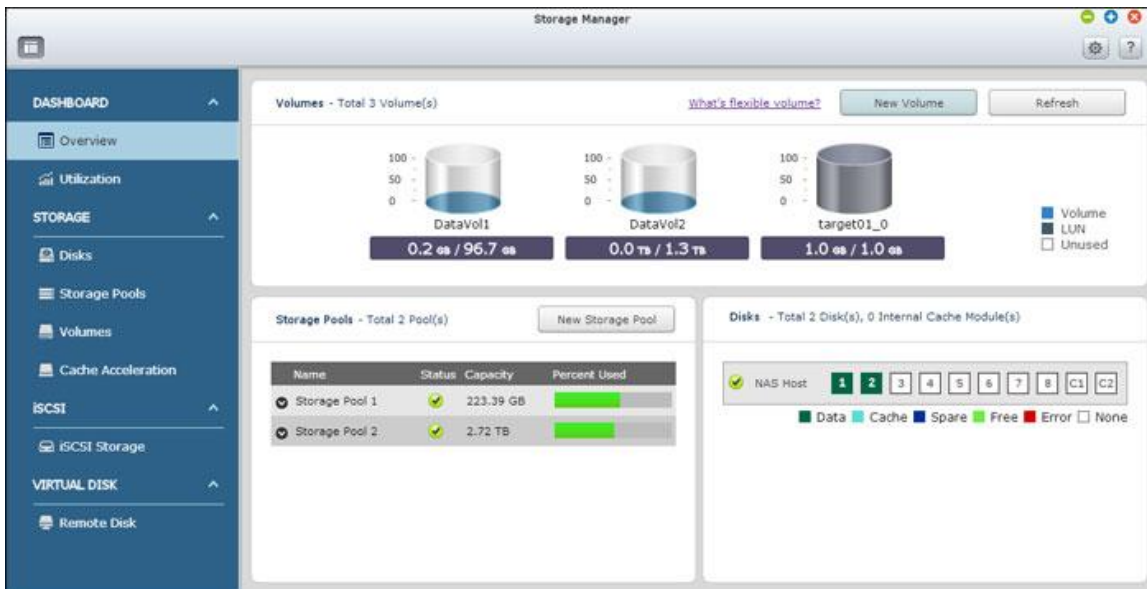 Storage Manager
?
DASHBOARD
Overview
Utilization
STORAGE
Disks
Storage Pools
Volumes
Cache Acceleration
iSCSI
iSCSI Storage
VIRTUAL DISK
Remote Disk
Volumes - Total 3 Volume(s)
What's flexible volume?
New Volume
Refresh
100
50
0
DataVol1
0.2 GB / 96.7 GB
100
50
0
DataVol2
0.0 TB / 1.3 TB
100
50
0
target01_0
1.0 GB / 1.0 GB
Volume
LUN
Unused
Storage Pools - Total 2 Pool(s)
New Storage Pool
Name Status Capacity Percent Used
Storage Pool 1 223.39 GB
Storage Pool 2 2.72 TB
Disks - Total 2 Disk(s), 0 Internal Cache Module(s)
NAS Host 1 2 3 4 5 6 7 8 C1 C2
Data Cache Spare Free Error None